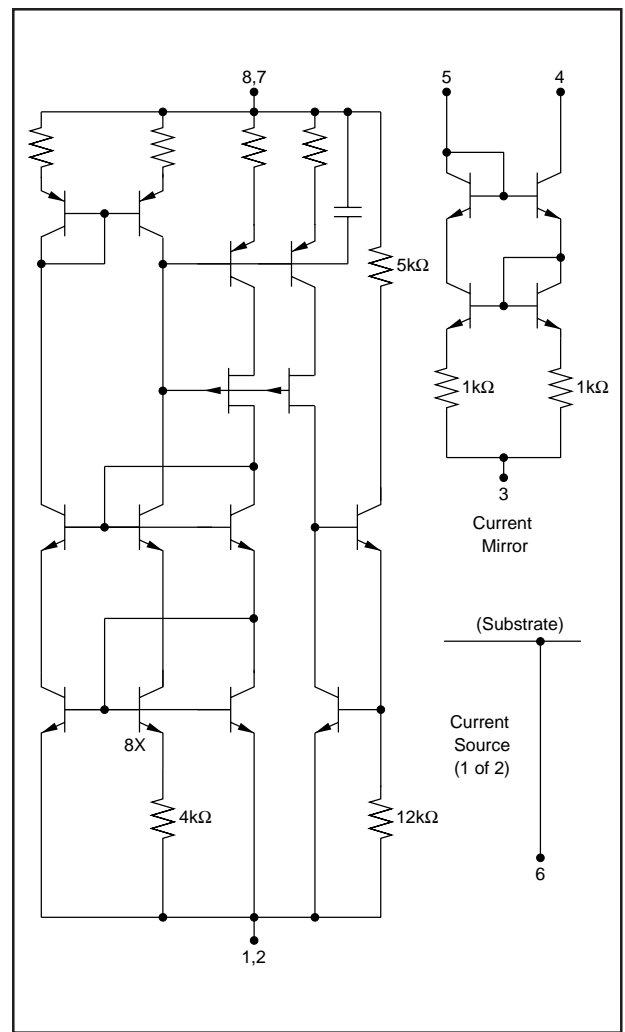 8,7
5
4
5kΩ
1kΩ
1kΩ
3
Current
Mirror
(Substrate)
Current
Source
(1 of 2)
8X
4kΩ
12kΩ
6
1,2